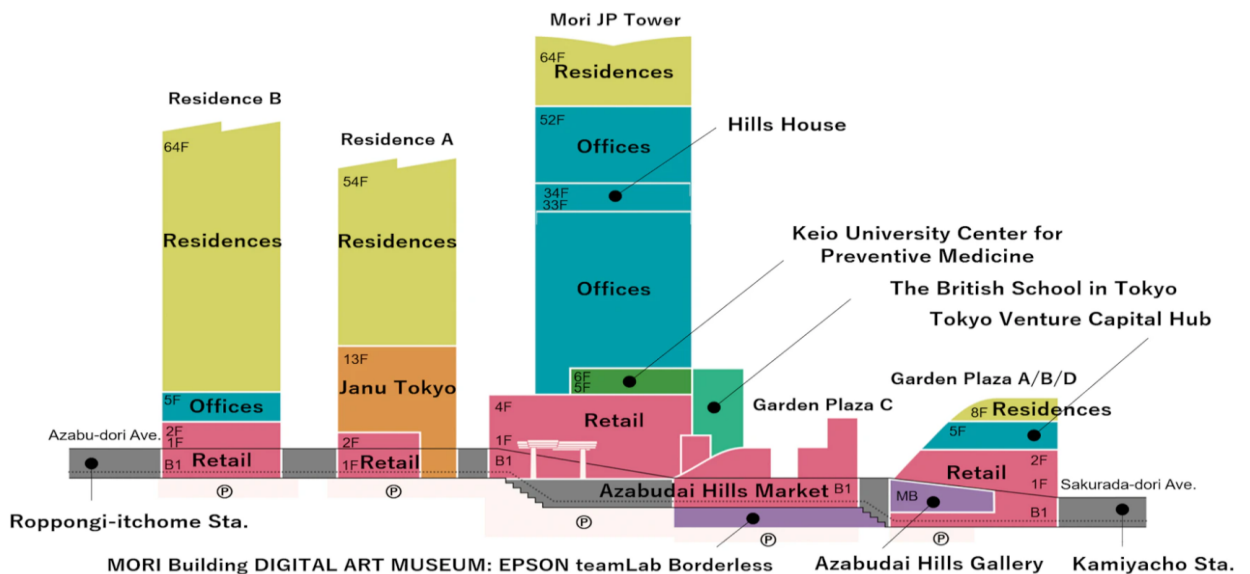 Mori JP Tower
64F
Residences
Residence B
52F
Hills House
Residence A
64F
Offices
54F
34F
33F
Residences
Residences
Keio University Center for
Preventive Medicine
Offices
The British School in Tokyo
Tokyo Venture Capital Hub
13F
6F
5F
Janu Tokyo
Garden Plaza A/B/D
5F
Offices
4F
Retail
Garden Plaza C
8F
Residences
5F
Azabu-dori Ave.
2F
1F
2F
1F
2F
B1
Retail
1F
Retail
B1
Retail
1F
Sakurada-dori Ave.
Azabudai Hills Market
B1
MB
B1
P
P
P
P
P
Roppongi-itchome Sta.
MORI Building DIGITAL ART MUSEUM: EPSON teamLab Borderless
Azabudai Hills Gallery
Kamiyacho Sta.